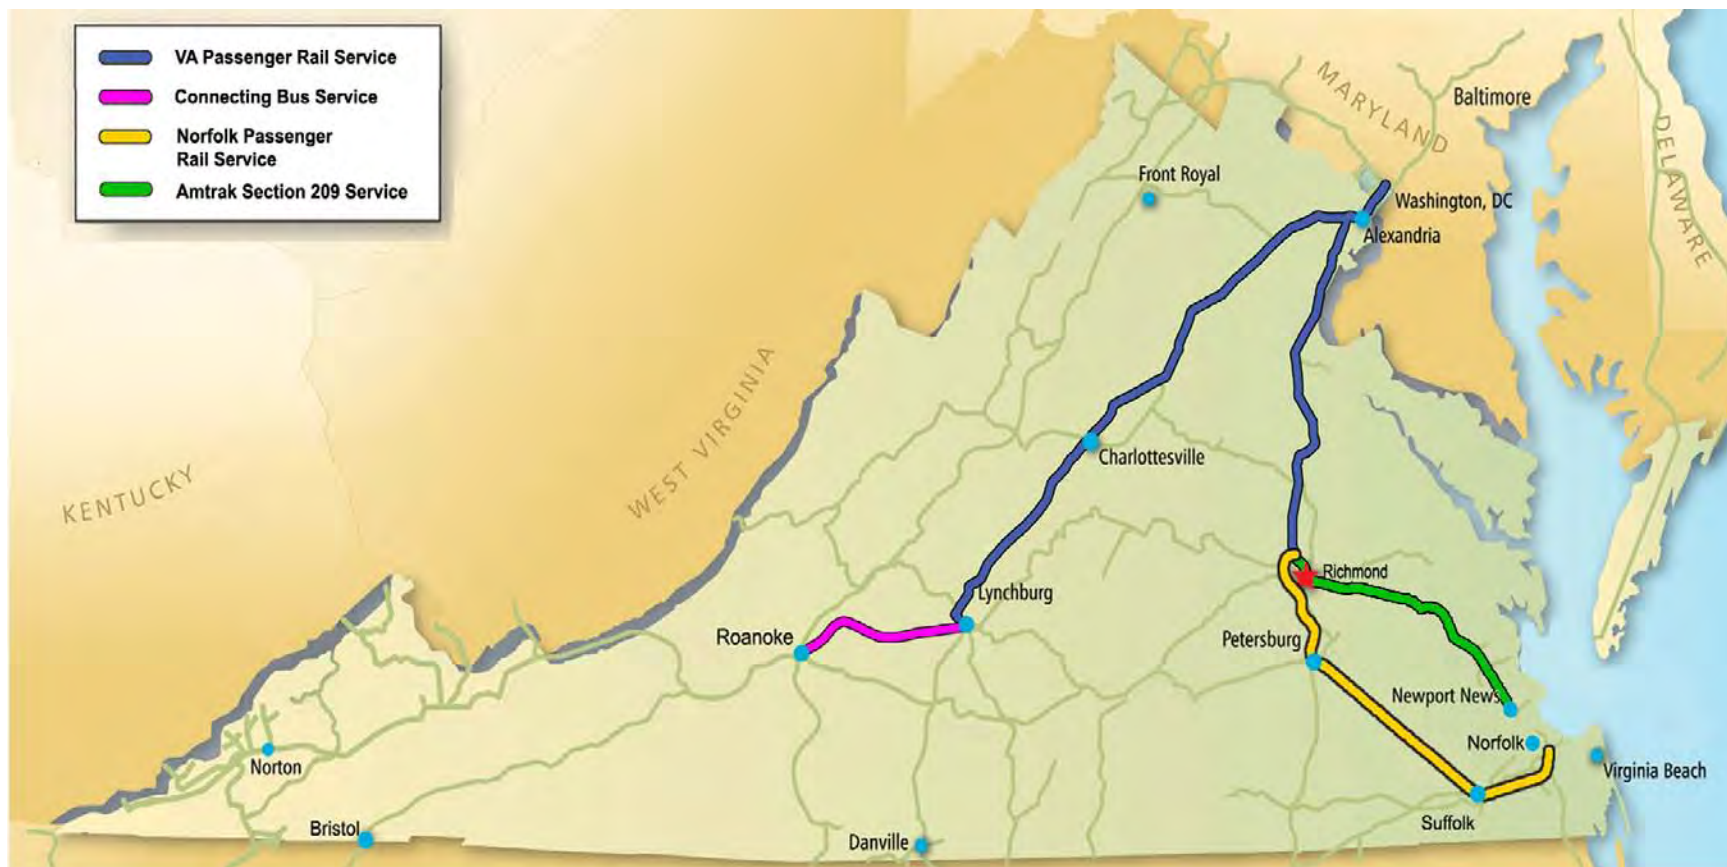 VA Passenger Rail Service
Connecting Bus Service
Norfolk Passenger
Rail Service
Amtrak Section 209 Service
MARYLAND
Baltimore
DELAWARE
Front Royal
Washington, DC
Alexandria
WEST VIRGINIA
KENTUCKY
Charlottesville
Richmond
Lynchburg
Roanoke
Petersburg
Newport News
Norfolk
Virginia Beach
Norton
Suffolk
Bristol
Danville